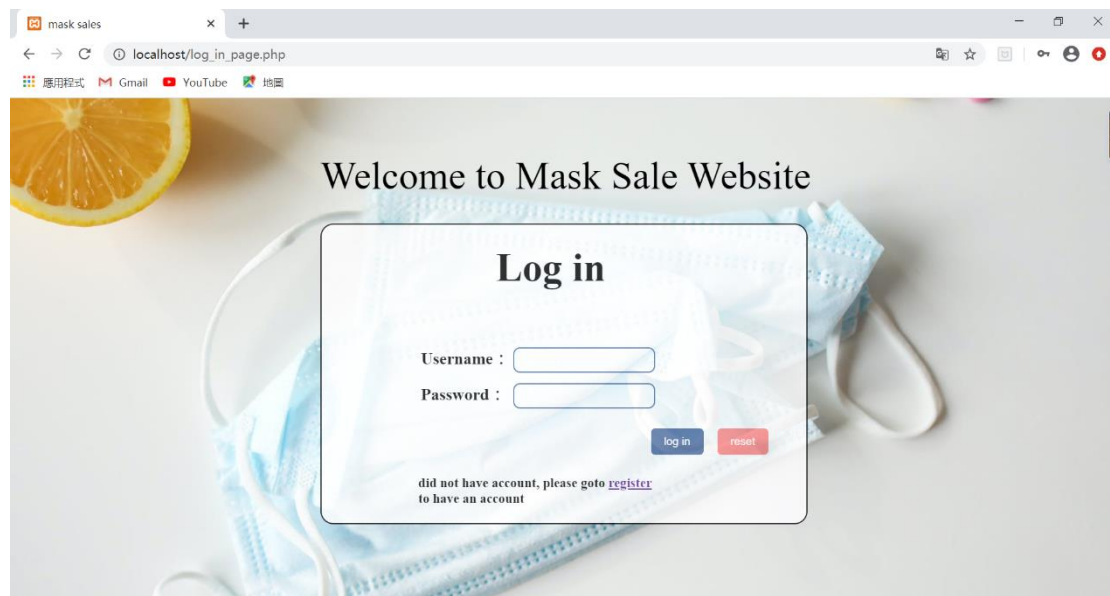 mask sales
localhost/log_in_page.php
應用程式 Gmail YouTube 地圖
Welcome to Mask Sale Website
Log in
Username：
Password：
log in reset
did not have account, please goto register
to have an account